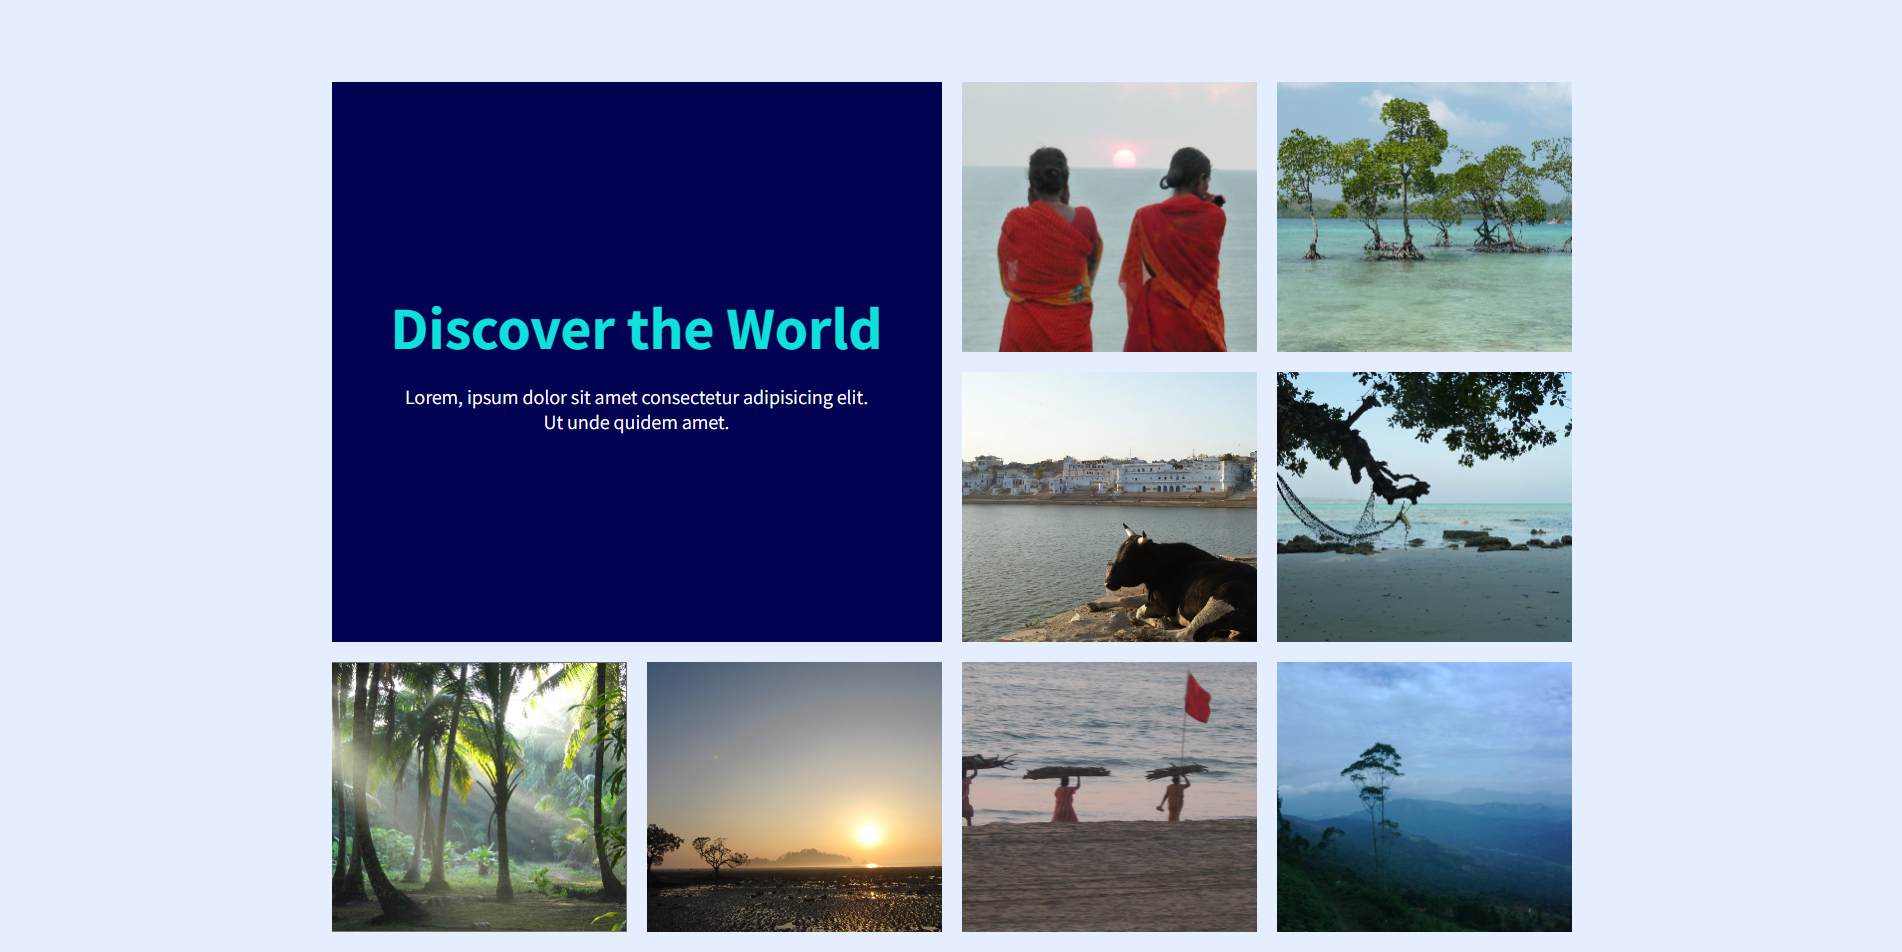 Discover the World
Lorem, ipsum dolor sit amet consectetur adipisicing elit.
Ut unde quidem amet.